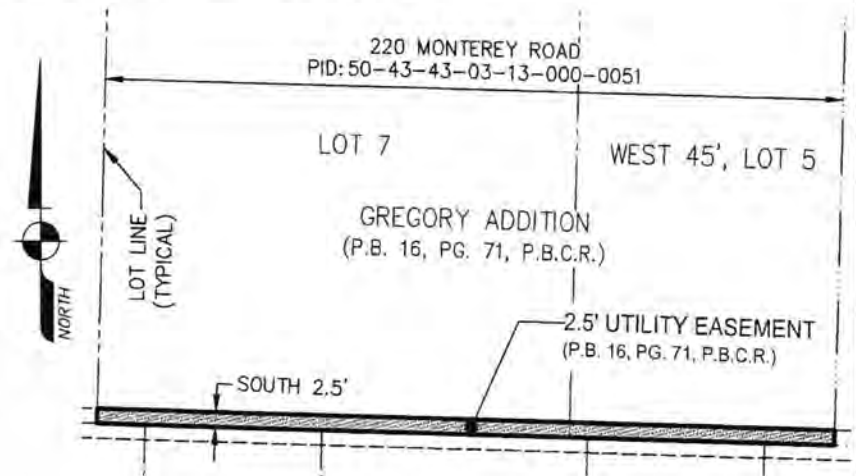 220 MONTEREY ROAD
PID: 50-43-43-03-13-000-0051
LOT 7
WEST 45', LOT 5
LOT LINE
(TYPICAL)
GREGORY ADDITION
(P.B. 16, PG. 71, P.B.C.R.)
NORTH
2.5' UTILITY EASEMENT
(P.B. 16, PG. 71, P.B.C.R.)
SOUTH 2.5'